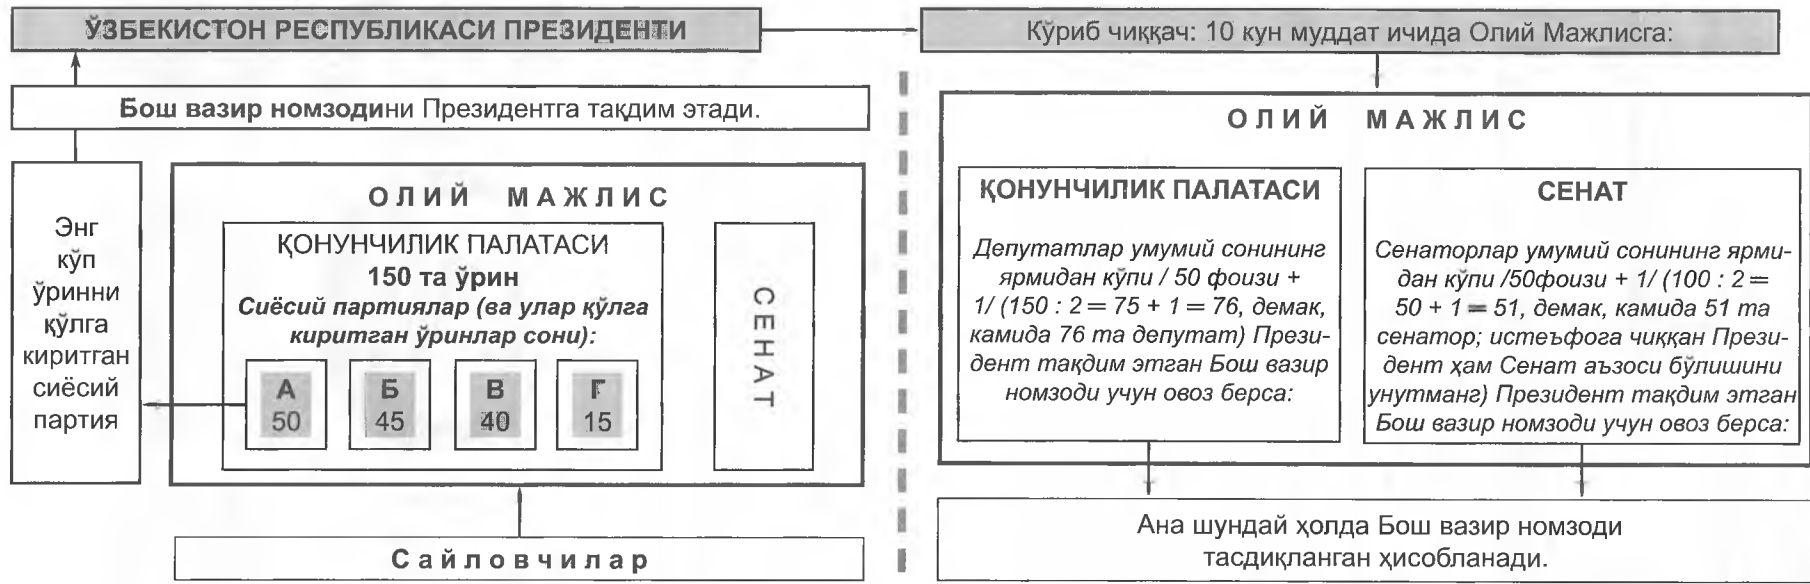 ЎЗБЕКИСТОН РЕСПУБЛИКАСИ ПРЕЗИДЕНТИ
Бош вазир номзодини Президентга тақдим этади.
Энг
кўп
ўринни
қўлга
киритган
сиёсий
партия
ОЛИЙ МАЖЛИС
ҚОНУНЧИЛИК ПАЛАТАСИ
150 та ўрин
Сиёсий партиялар (ва улар қўлга
киритган ўринлар сони):
А Б В Г
50 45 40 15
СЕНАТ
Сайловчилар
Кўриб чиққач: 10 кун муддат ичида Олий Мажлисга:
ОЛИЙ МАЖЛИС
ҚОНУНЧИЛИК ПАЛАТАСИ
Депутатлар умумий сонининг
ярмидан кўпи / 50 фоизи +
1/ (150 : 2 = 75 + 1 = 76, демак,
камида 76 та депутат) Прези-
дент тақдим этган Бош вазир
номзоди учун овоз берса:
СЕНАТ
Сенаторлар умумий сонининг ярми-
дан кўпи /50фоизи + 1/ (100 : 2 =
50 + 1 = 51, демак, камида 51 та
сенатор; истеъфога чиққан Прези-
дент ҳам Сенат аъзоси бўлишини
унутманг) Президент тақдим этган
Бош вазир номзоди учун овоз берса:
Ана шундай ҳолда Бош вазир номзоди
тасдиқланган ҳисобланади.